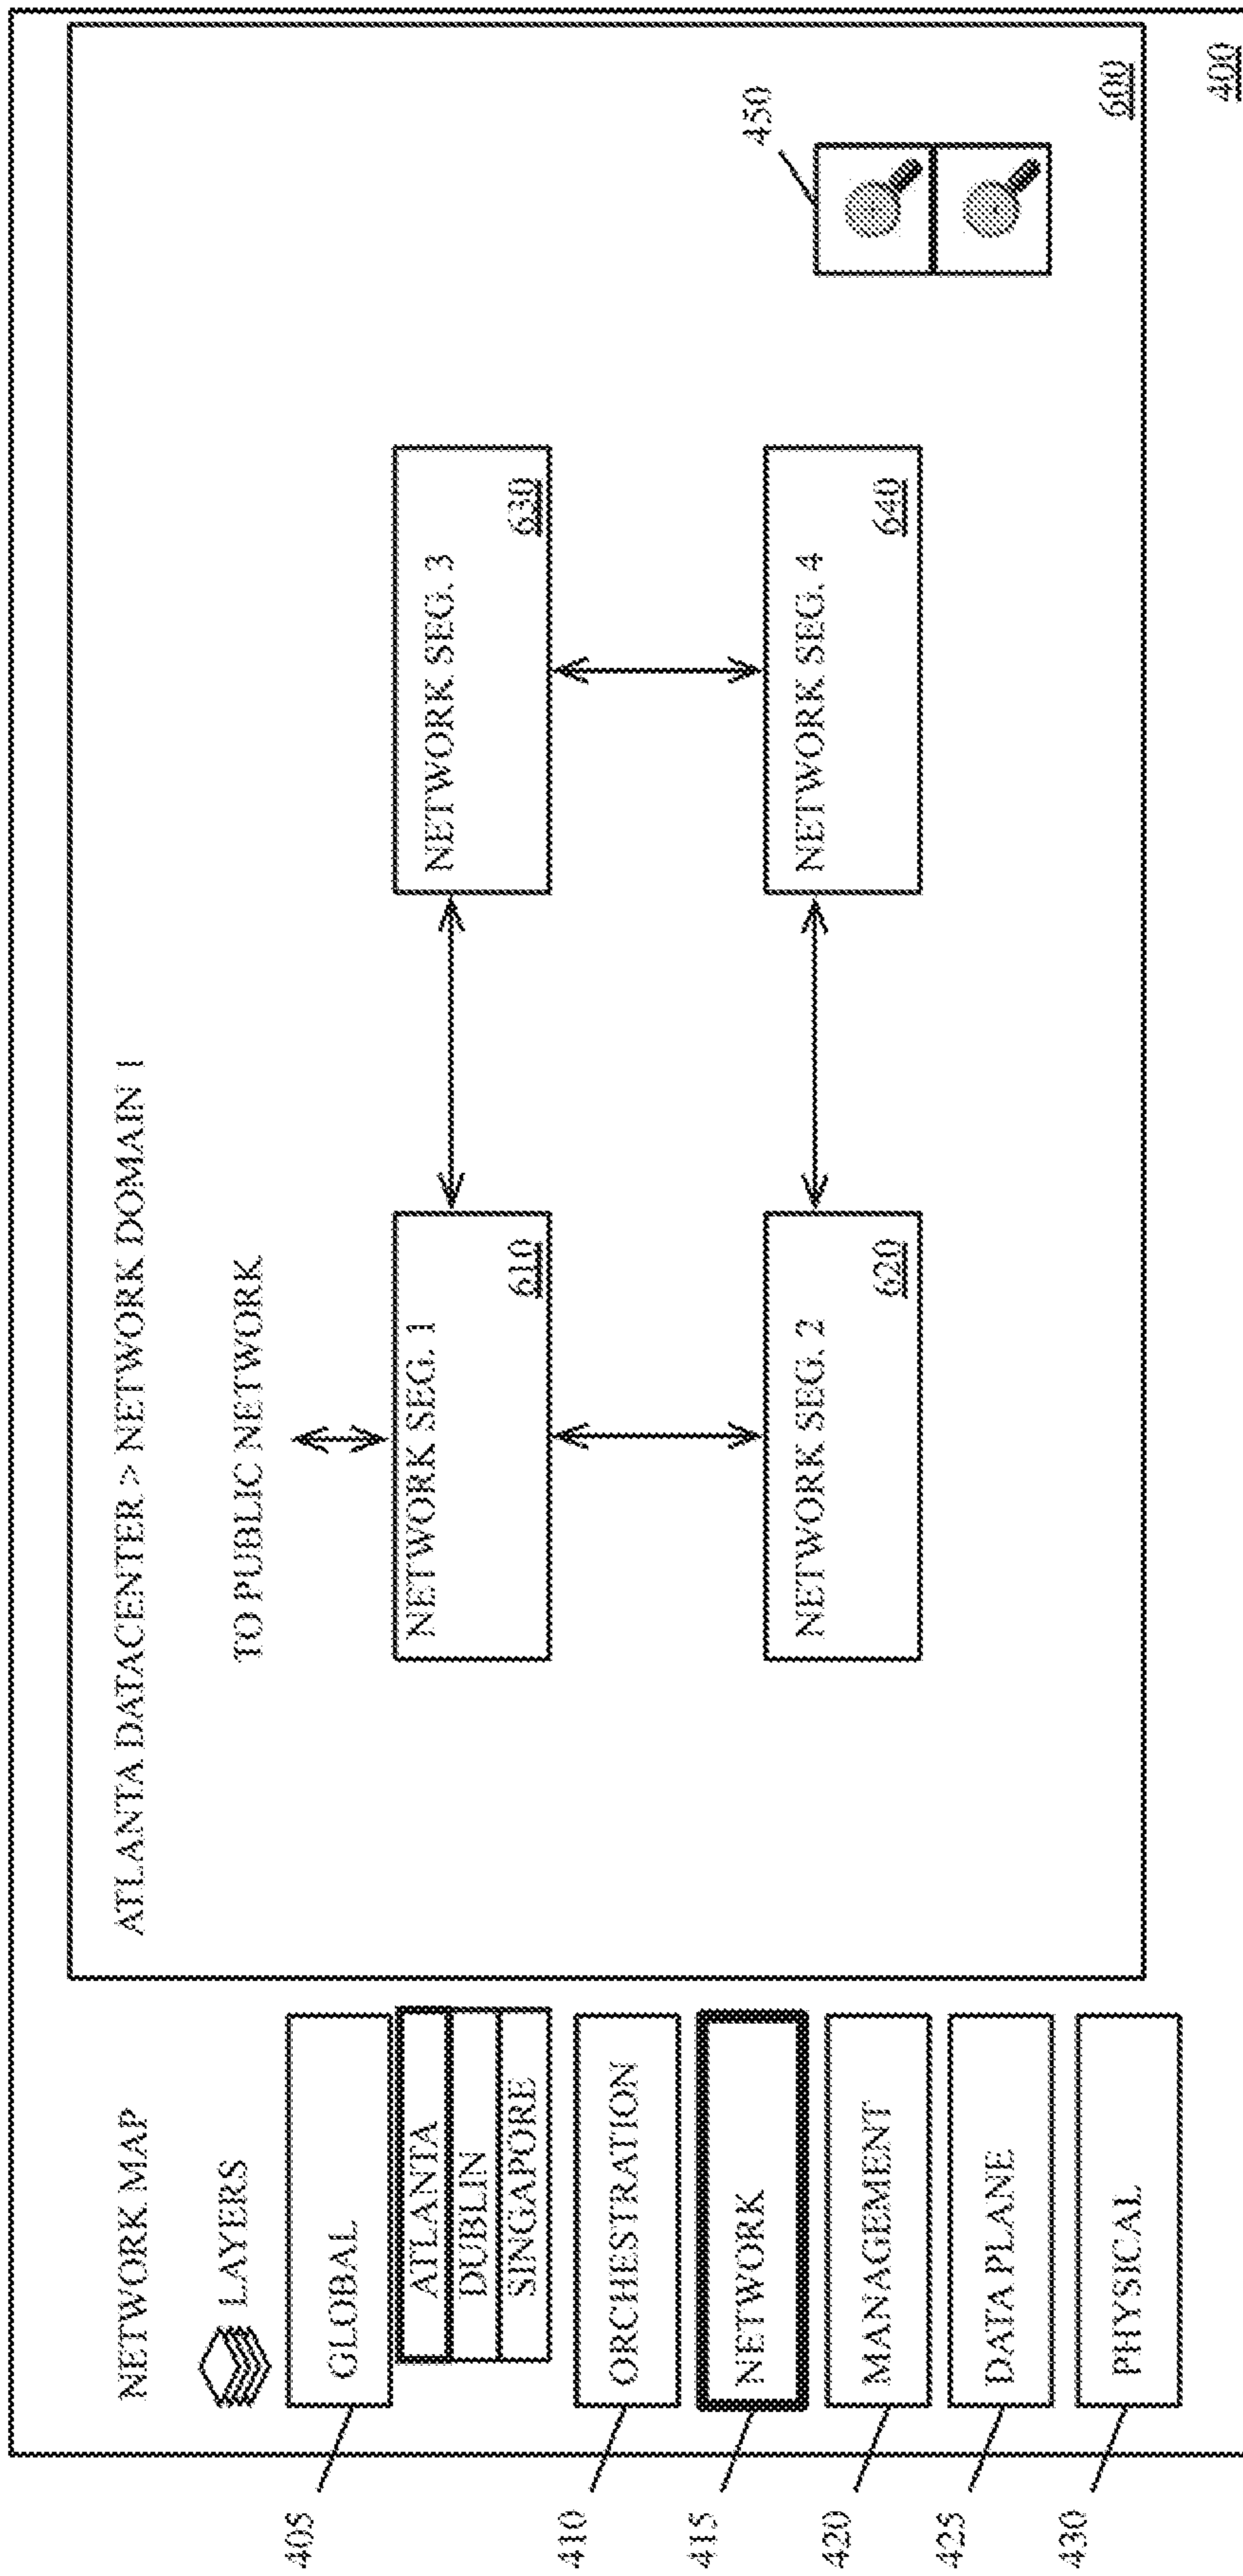 NETWORK MAP
LAYERS
405
GLOBAL
ATLANTA
DUBLIN
SINGAPORE
410
ORCHESTRATION
415
NETWORK
420
MANAGEMENT
425
DATA PLANE
430
PHYSICAL
ATLANTA DATACENTER > NETWORK DOMAIN 1
TO PUBLIC NETWORK
NETWORK SEG. 1
610
NETWORK SEG. 3
630
NETWORK SEG. 2
620
NETWORK SEG. 4
640
450
600
400